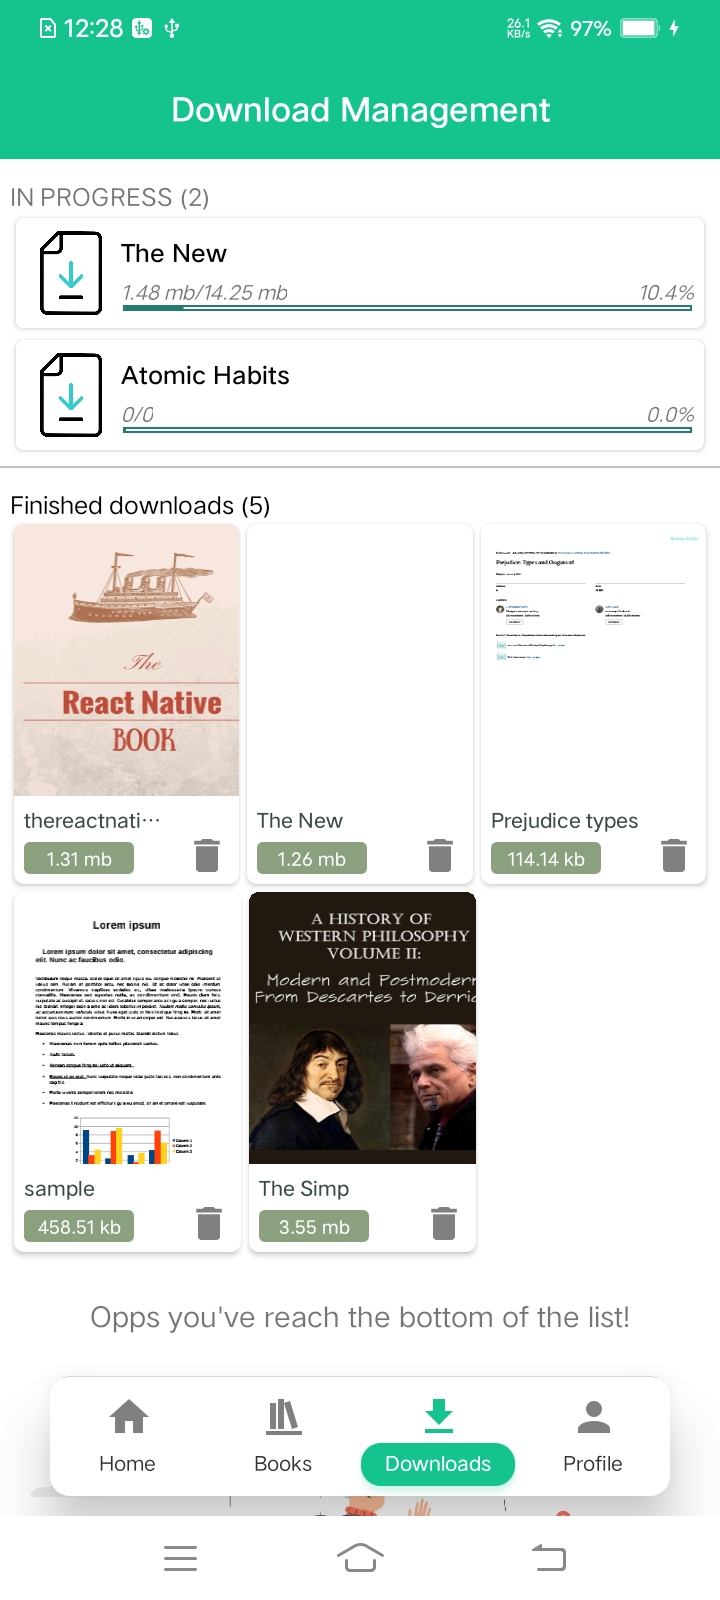 12:28
26.1
KB/s
97%
Download Management
IN PROGRESS (2)
The New
1.48 mb/14.25 mb
10.4%
Atomic Habits
0/0
0.0%
Finished downloads (5)
The
React Native
BOOK
thereactnati···
1.31 mb
The New
1.26 mb
Prejudice: Types and Origins of
Prejudice types
114.14 kb
Lorem ipsum
Lorem ipsum dolor sit amet, consectetur adipiscing
elit. Nunc ac faucibus odio.
sample
458.51 kb
A HISTORY OF
WESTERN PHILOSOPHY
VOLUME II:
Modern and Postmodern
From Descartes to Derric
The Simp
3.55 mb
Opps you've reach the bottom of the list!
Home
Books
Downloads
Profile